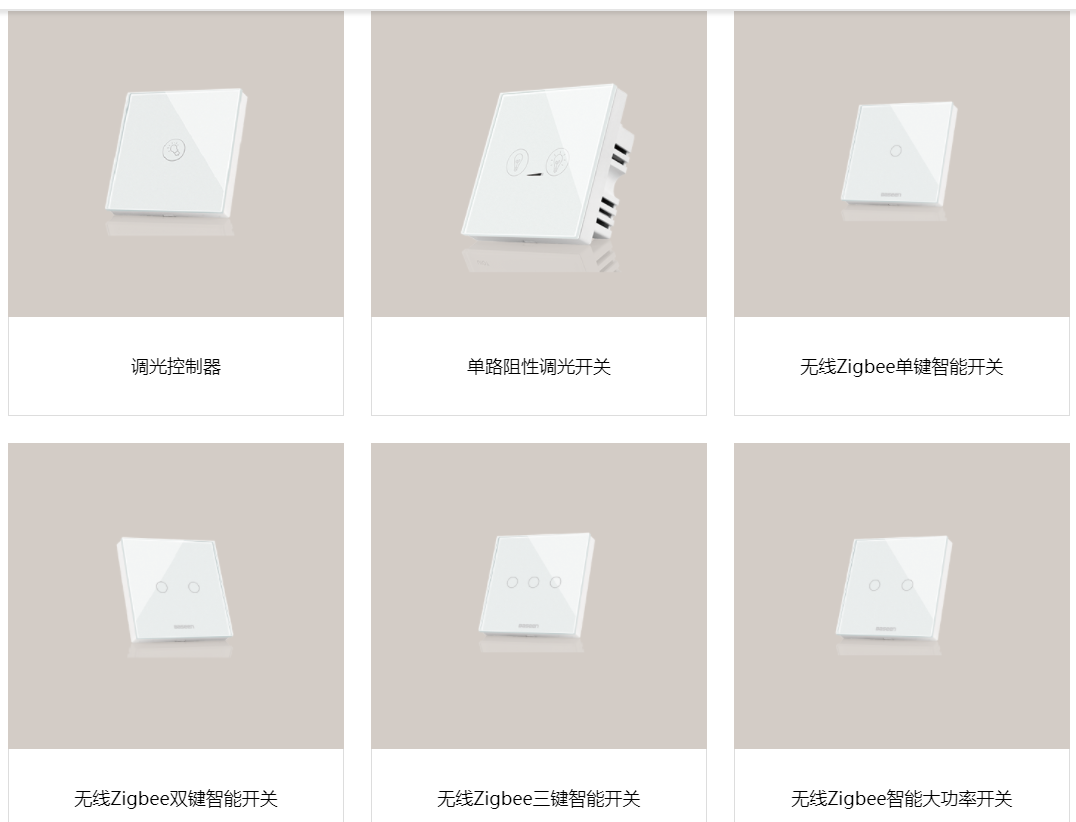 调光控制器
单路阻性调光开关
无线Zigbee单键智能开关
无线Zigbee双键智能开关
无线Zigbee三键智能开关
无线Zigbee智能大功率开关